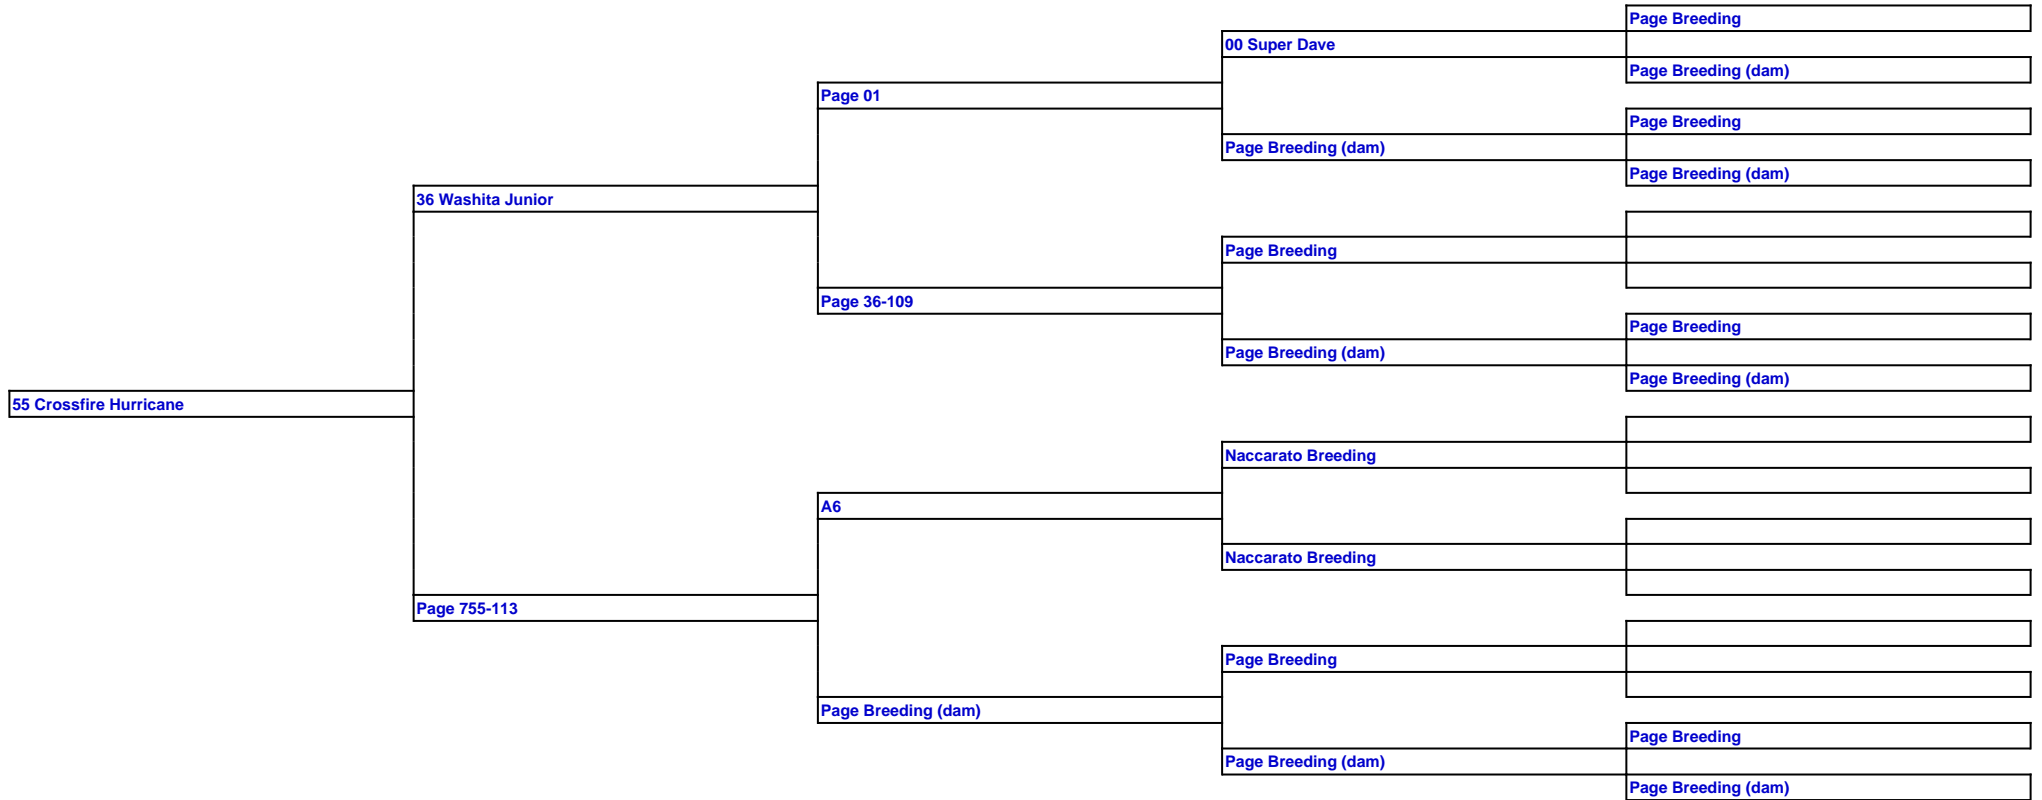 Page Breeding
00 Super Dave
Page Breeding (dam)
Page 01
Page Breeding
Page Breeding (dam)
Page Breeding (dam)
36 Washita Junior
Page Breeding
Page 36-109
Page Breeding
Page Breeding (dam)
Page Breeding (dam)
55 Crossfire Hurricane
Naccarato Breeding
A6
Naccarato Breeding
Page 755-113
Page Breeding
Page Breeding (dam)
Page Breeding
Page Breeding (dam)
Page Breeding (dam)